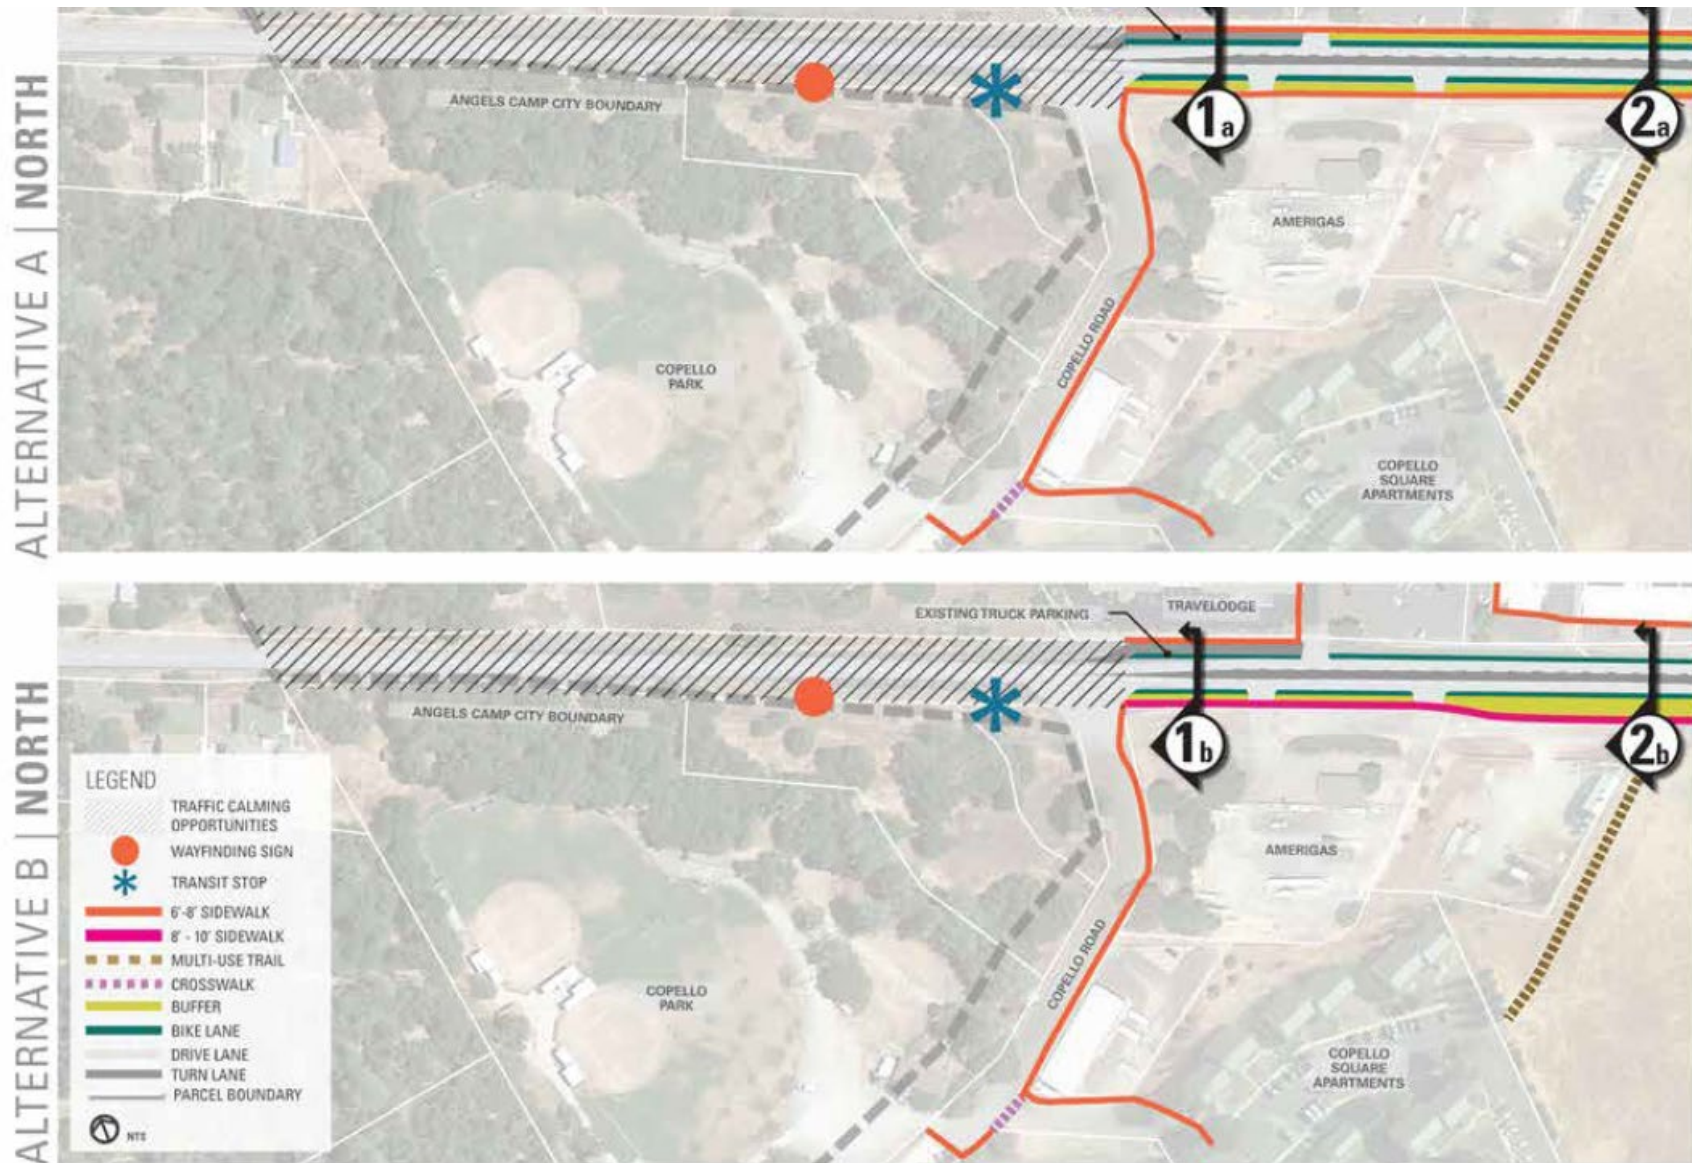 ALTERNATIVE A | NORTH
ANGELS CAMP CITY BOUNDARY
1a
2a
AMERIGAS
COPELLO ROAD
COPELLO
PARK
COPELLO
SQUARE
APARTMENTS
ALTERNATIVE B | NORTH
EXISTING TRUCK PARKING
TRAVELODGE
ANGELS CAMP CITY BOUNDARY
1b
2b
AMERIGAS
COPELLO ROAD
COPELLO
PARK
COPELLO
SQUARE
APARTMENTS
LEGEND
TRAFFIC CALMING
OPPORTUNITIES
WAYFINDING SIGN
TRANSIT STOP
6'-8' SIDEWALK
8' - 10' SIDEWALK
MULTI-USE TRAIL
CROSSWALK
BUFFER
BIKE LANE
DRIVE LANE
TURN LANE
PARCEL BOUNDARY
NTS